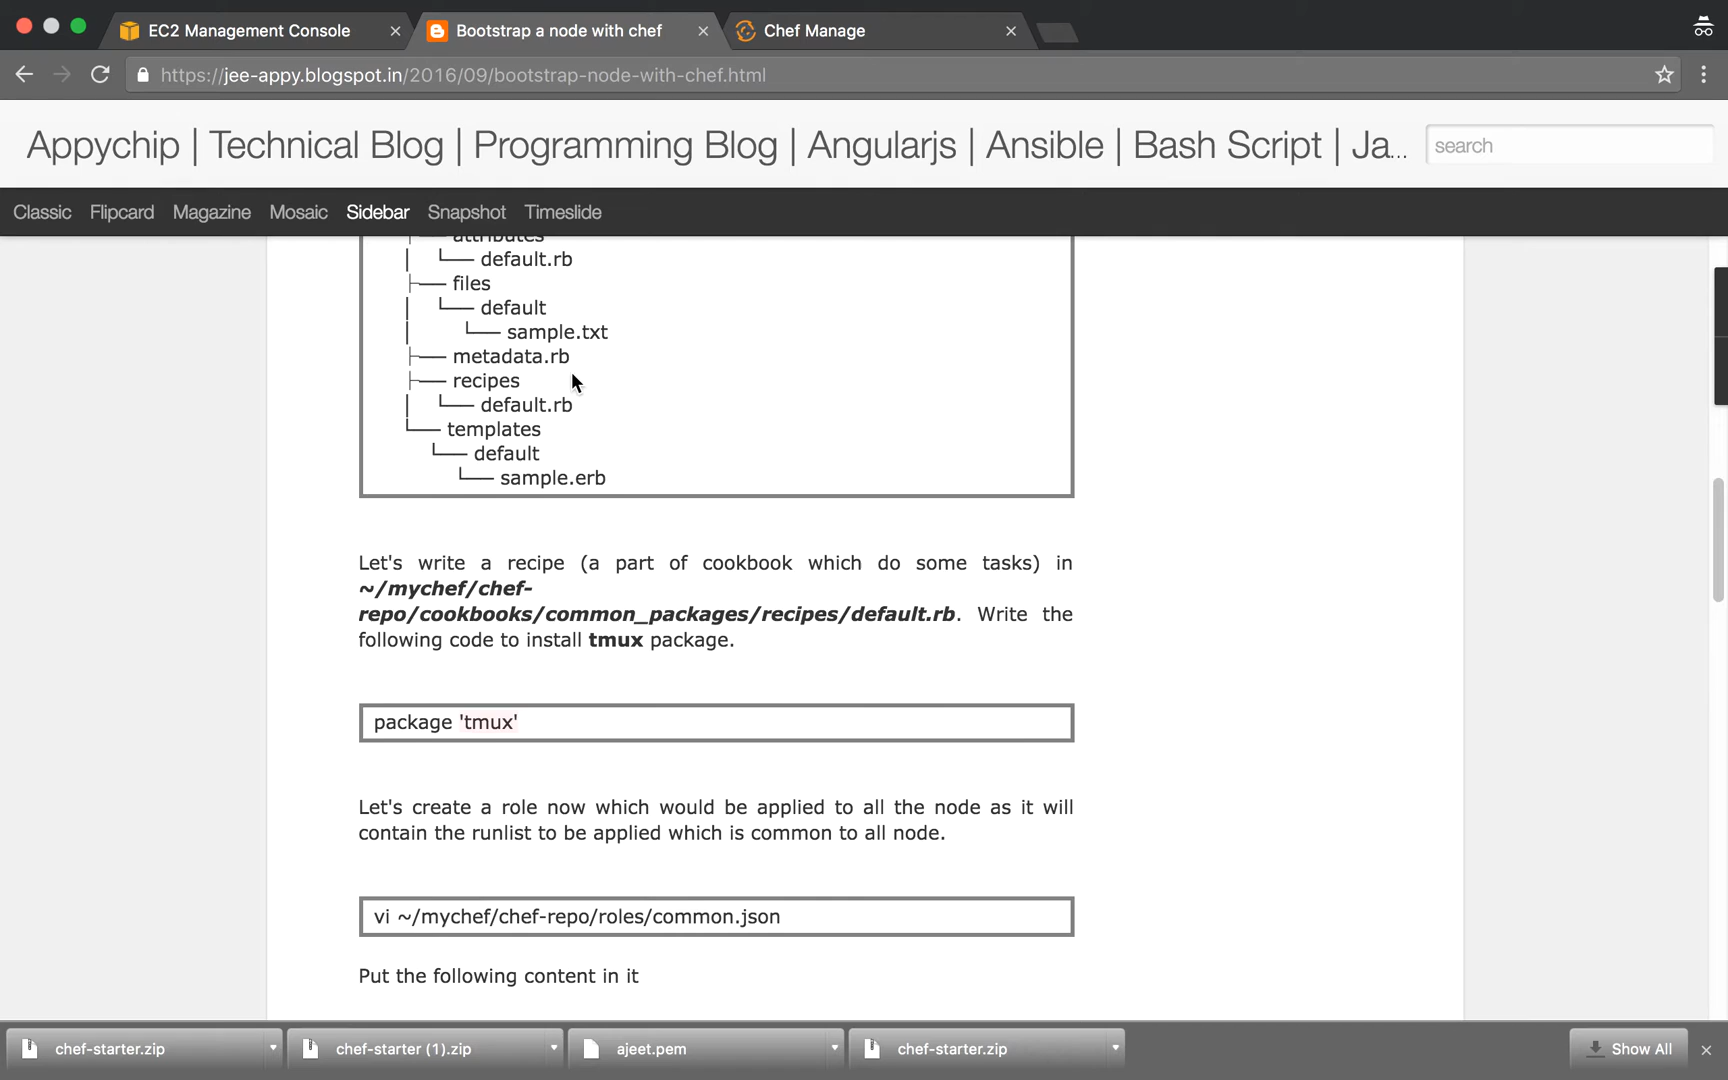 EC2 Management Console
Bootstrap a node with chef
Chef Manage
https://jee-appy.blogspot.in/2016/09/bootstrap-node-with-chef.html
Appychip | Technical Blog | Programming Blog | Angularjs | Ansible | Bash Script | Ja...
search
Classic Flipcard Magazine Mosaic Sidebar Snapshot Timeslide
attributes
default.rb
files
default
sample.txt
metadata.rb
recipes
default.rb
templates
default
sample.erb
Let's write a recipe (a part of cookbook which do some tasks) in
~/mychef/chef-
repo/cookbooks/common_packages/recipes/default.rb. Write the
following code to install tmux package.
package 'tmux'
Let's create a role now which would be applied to all the node as it will
contain the runlist to be applied which is common to all node.
vi ~/mychef/chef-repo/roles/common.json
Put the following content in it
chef-starter.zip
chef-starter (1).zip
ajeet.pem
chef-starter.zip
Show All